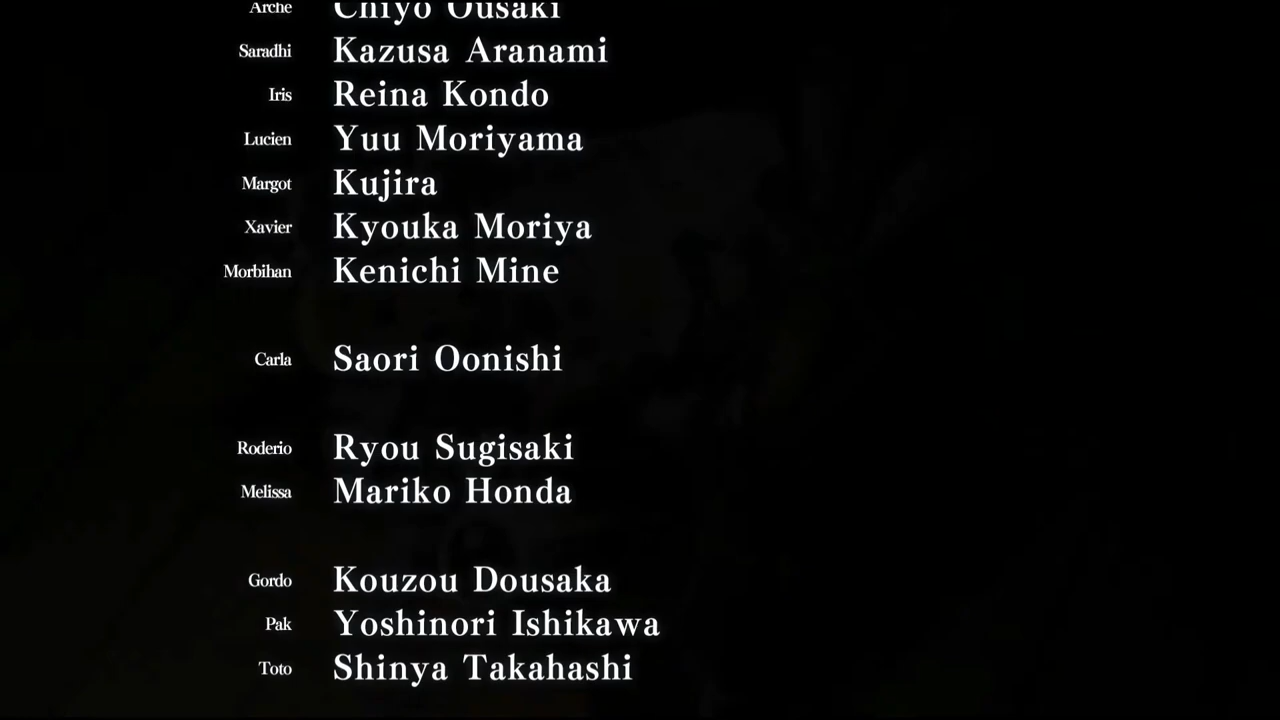 Arche Chiyo Ousaki
Saradhi Kazusa Aranami
Iris Reina Kondo
Lucien Yuu Moriyama
Margot Kujira
Xavier Kyouka Moriya
Morbihan Kenichi Mine
Carla Saori Oonishi
Roderio Ryou Sugisaki
Melissa Mariko Honda
Gordo Kouzou Dousaka
Pak Yoshinori Ishikawa
Toto Shinya Takahashi